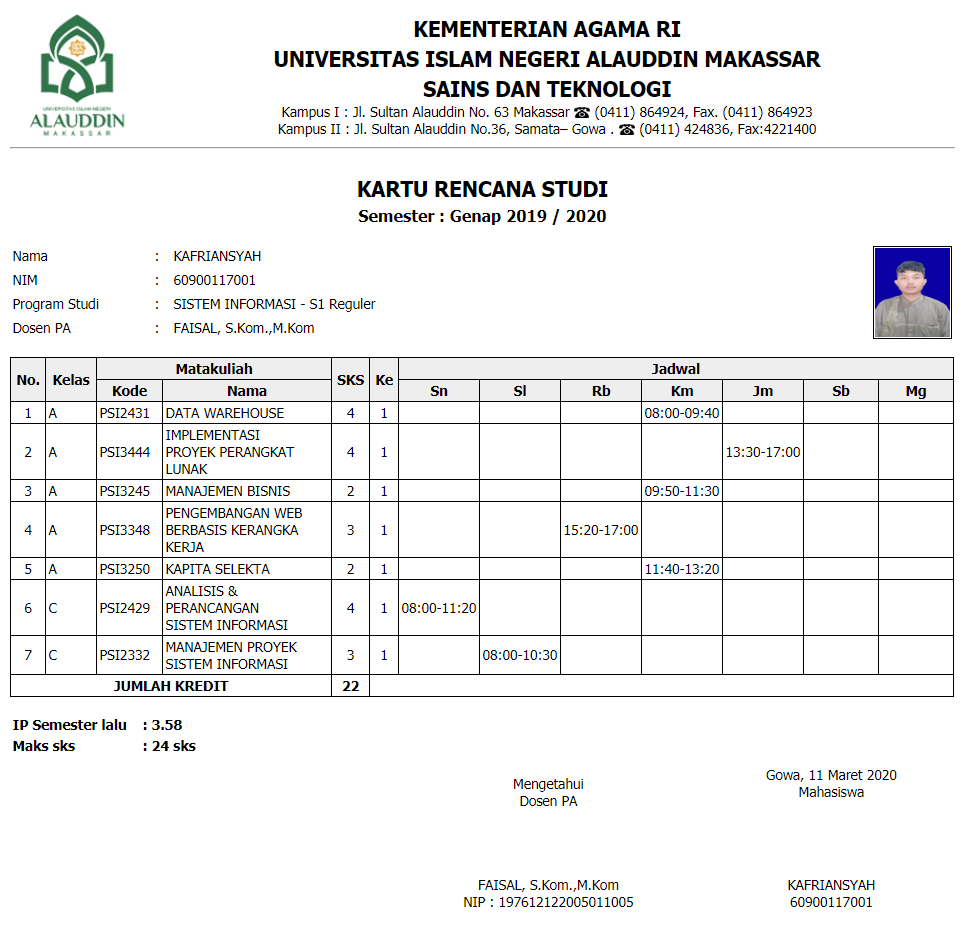 KEMENTERIAN AGAMA RI
UNIVERSITAS ISLAM NEGERI ALAUDDIN MAKASSAR
SAINS DAN TEKNOLOGI
Kampus I : Jl. Sultan Alauddin No. 63 Makassar ☎ (0411) 864924, Fax. (0411) 864923
Kampus II : Jl. Sultan Alauddin No.36, Samata– Gowa . ☎ (0411) 424836, Fax:4221400
UNIVERSITAS ISLAM NEGERI
ALAUDDIN
MAKASSAR
KARTU RENCANA STUDI
Semester : Genap 2019 / 2020
Nama : KAFRIANSYAH
NIM : 60900117001
Program Studi : SISTEM INFORMASI - S1 Reguler
Dosen PA : FAISAL, S.Kom.,M.Kom
No. Kelas Matakuliah SKS Ke Jadwal
Kode Nama Sn Sl Rb Km Jm Sb Mg
1 A PSI2431 DATA WAREHOUSE 4 1 08:00-09:40
IMPLEMENTASI
2 A PSI3444 PROYEK PERANGKAT 4 1 13:30-17:00
LUNAK
3 A PSI3245 MANAJEMEN BISNIS 2 1 09:50-11:30
PENGEMBANGAN WEB
4 A PSI3348 BERBASIS KERANGKA 3 1 15:20-17:00
KERJA
5 A PSI3250 KAPITA SELEKTA 2 1 11:40-13:20
ANALISIS &
6 C PSI2429 PERANCANGAN 4 1 08:00-11:20
SISTEM INFORMASI
7 C PSI2332 MANAJEMEN PROYEK 3 1 08:00-10:30
SISTEM INFORMASI
JUMLAH KREDIT 22
IP Semester lalu : 3.58
Maks sks : 24 sks
Gowa, 11 Maret 2020
Mahasiswa
Mengetahui
Dosen PA
FAISAL, S.Kom.,M.Kom
NIP : 197612122005011005
KAFRIANSYAH
60900117001